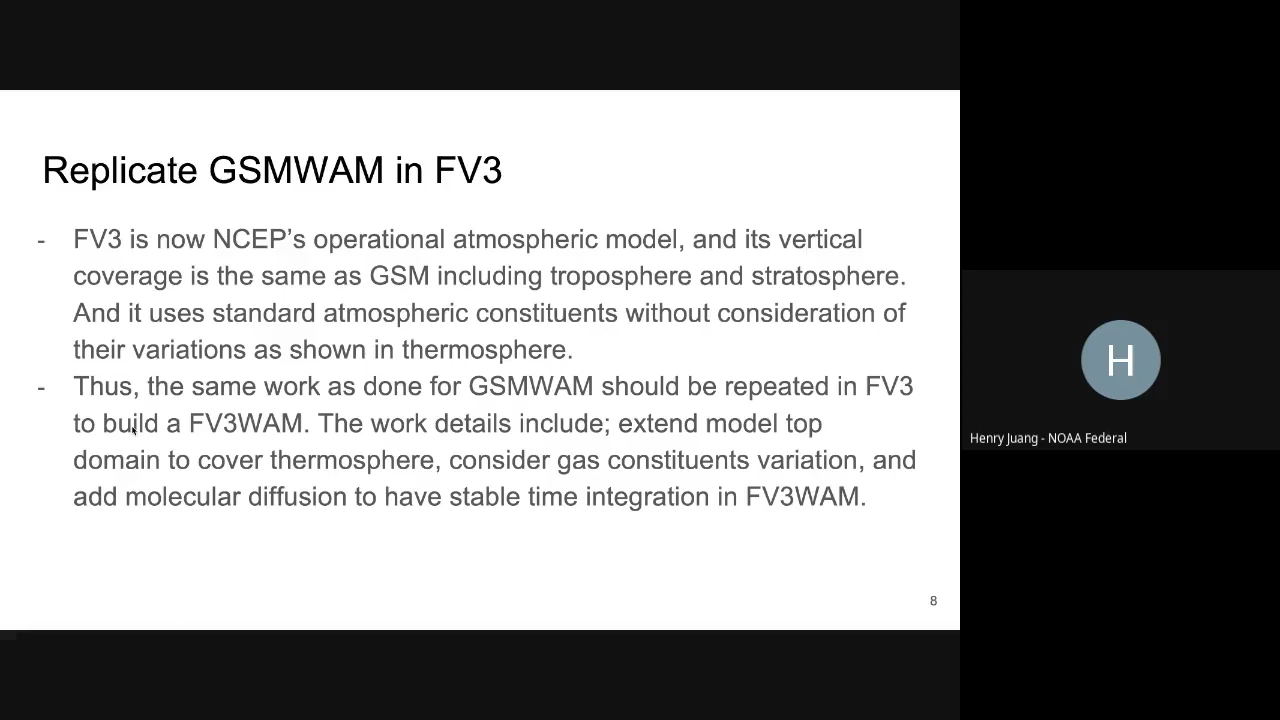 Replicate GSMWAM in FV3
- FV3 is now NCEP's operational atmospheric model, and its vertical
coverage is the same as GSM including troposphere and stratosphere.
And it uses standard atmospheric constituents without consideration of
their variations as shown in thermosphere.
- Thus, the same work as done for GSMWAM should be repeated in FV3
to build a FV3WAM. The work details include; extend model top
domain to cover thermosphere, consider gas constituents variation, and
add molecular diffusion to have stable time integration in FV3WAM.
8
H
Henry Juang - NOAA Federal